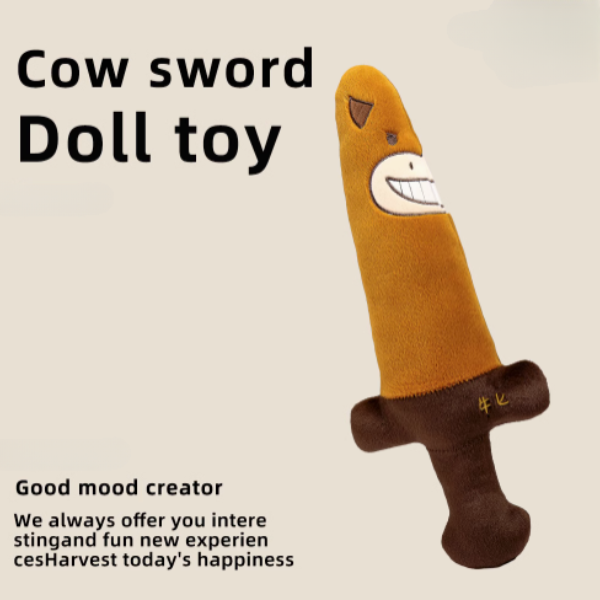 Cow sword
Doll toy
牛
Good mood creator
We always offer you intere
stingand fun new experien
cesHarvest today's happiness